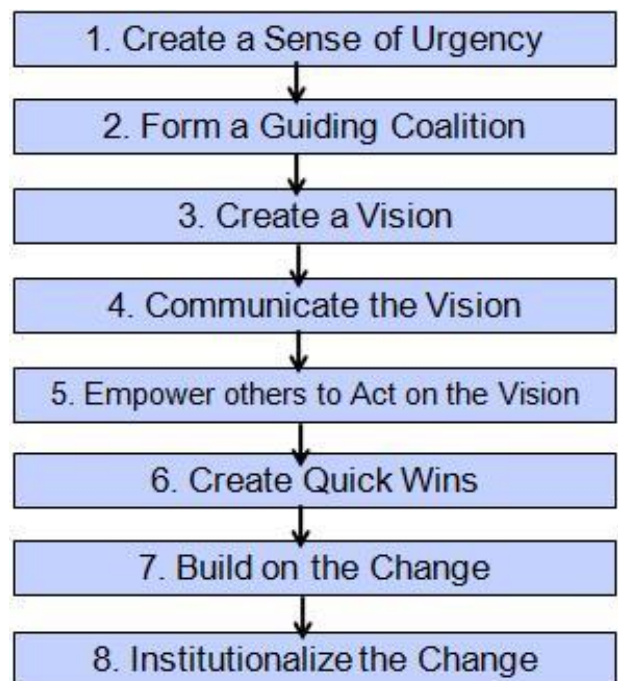 1. Create a Sense of Urgency
2. Form a Guiding Coalition
3. Create a Vision
4. Communicate the Vision
5. Empower others to Act on the Vision
6. Create Quick Wins
7. Build on the Change
8. Institutionalize the Change